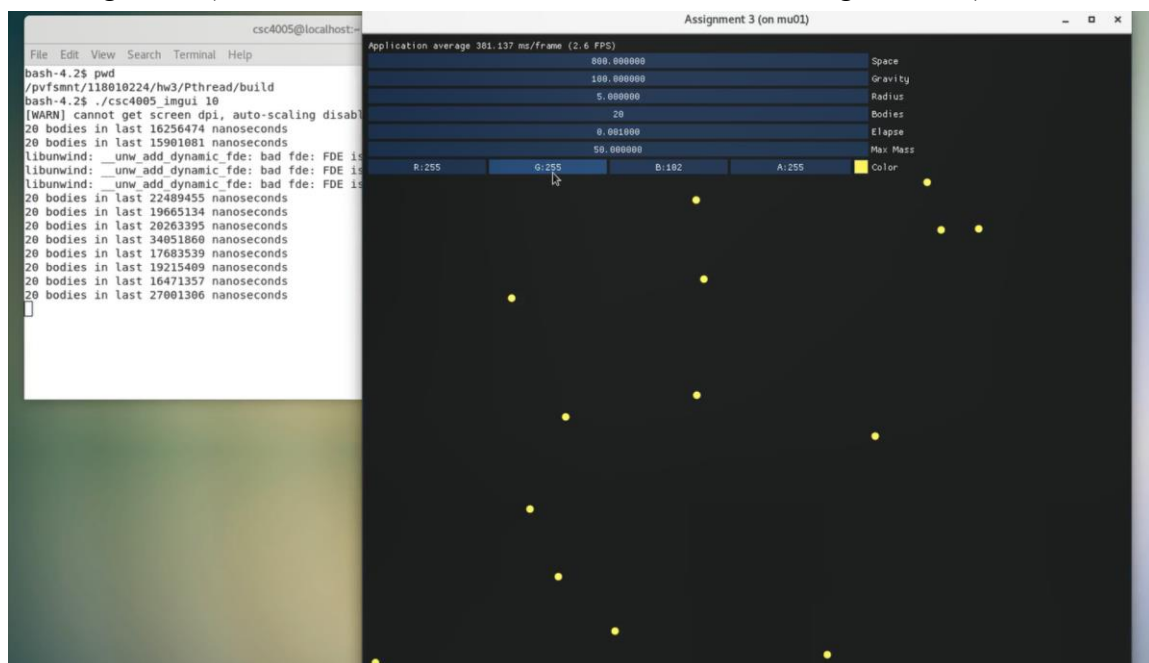 csc4005@localhost:~
File Edit View Search Terminal Help
bash-4.2$ pwd
/pvfsmnt/118010224/hw3/Pthread/build
bash-4.2$ ./csc4005_imgui 10
[WARN] cannot get screen dpi, auto-scaling disabl
20 bodies in last 16256474 nanoseconds
20 bodies in last 15901081 nanoseconds
libunwind: __unw_add_dynamic_fde: bad fde: FDE is
libunwind: __unw_add_dynamic_fde: bad fde: FDE is
libunwind: __unw_add_dynamic_fde: bad fde: FDE is
20 bodies in last 22489455 nanoseconds
20 bodies in last 19665134 nanoseconds
20 bodies in last 20263395 nanoseconds
20 bodies in last 34051860 nanoseconds
20 bodies in last 17683539 nanoseconds
20 bodies in last 19215409 nanoseconds
20 bodies in last 16471357 nanoseconds
20 bodies in last 27001306 nanoseconds
Assignment 3 (on mu01)
Application average 381.137 ms/frame (2.6 FPS)
800.000000 Space
100.000000 Gravity
5.000000 Radius
20 Bodies
0.001000 Elapse
50.000000 Max Mass
R:255 G:255 B:102 A:255 Color